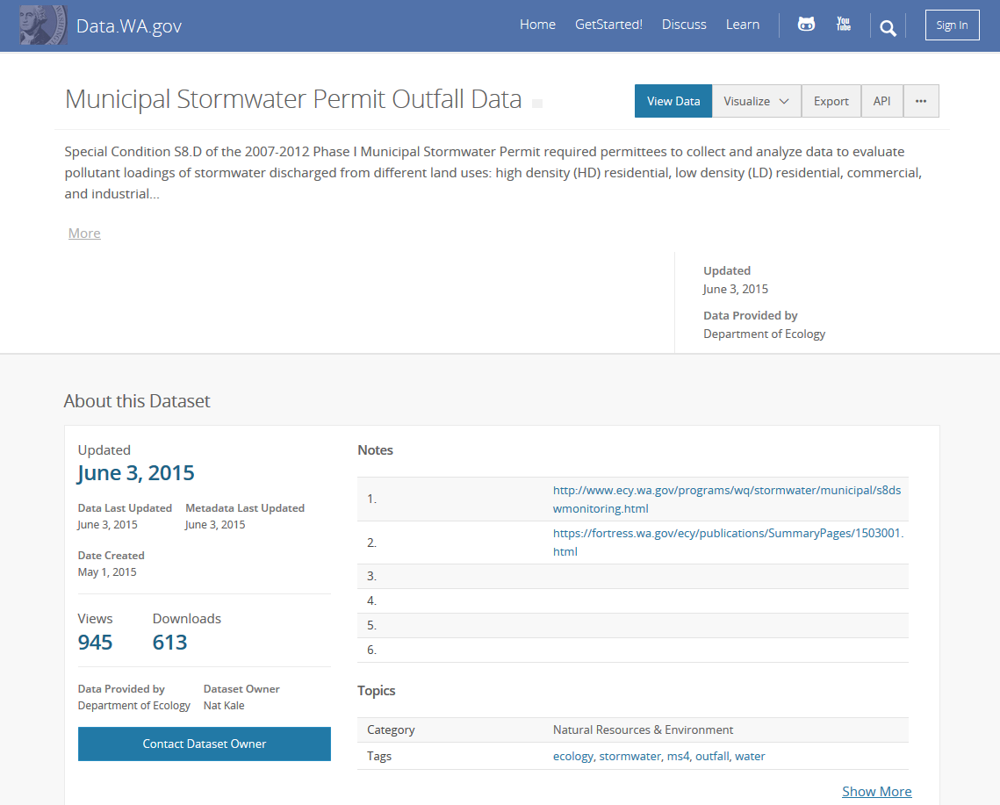 Data.WA.gov
Home GetStarted! Discuss Learn You Tube Sign In
Municipal Stormwater Permit Outfall Data
View Data Visualize Export API ···
Special Condition S8.D of the 2007-2012 Phase I Municipal Stormwater Permit required permittees to collect and analyze data to evaluate
pollutant loadings of stormwater discharged from different land uses: high density (HD) residential, low density (LD) residential, commercial,
and industrial...
More
Updated
June 3, 2015
Data Provided by
Department of Ecology
About this Dataset
Updated
June 3, 2015
Data Last Updated Metadata Last Updated
June 3, 2015 June 3, 2015
Date Created
May 1, 2015
Views Downloads
945 613
Data Provided by Dataset Owner
Department of Ecology Nat Kale
Contact Dataset Owner
Notes
1. http://www.ecy.wa.gov/programs/wq/stormwater/municipal/s8ds
wmonitoring.html
2. https://fortress.wa.gov/ecy/publications/SummaryPages/1503001.
html
3.
4.
5.
6.
Topics
Category Natural Resources & Environment
Tags ecology, stormwater, ms4, outfall, water
Show More